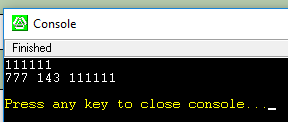 Console
Finished
111111
777 143 111111
Press any key to close console..._